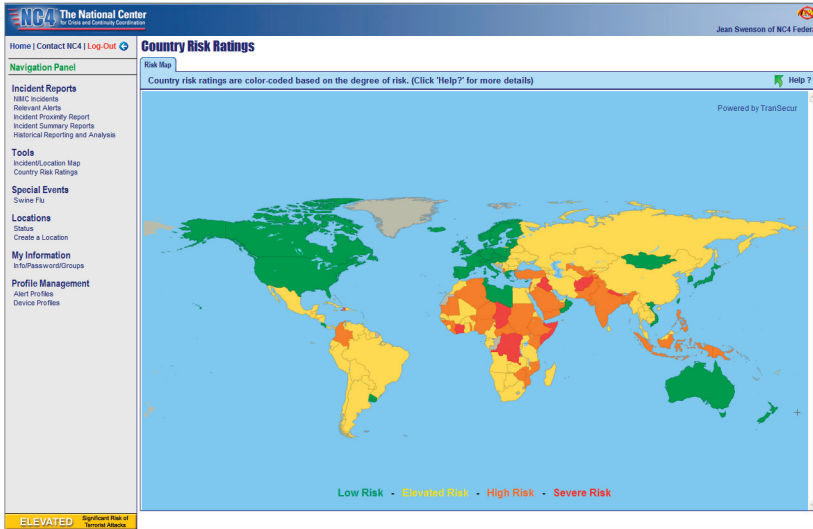 NC4 The National Center
for Crisis and Continuity Coordination
Jean Swenson of NC4 Federa
Home | Contact NC4 | Log-Out
Country Risk Ratings
Navigation Panel
Risk Map
Country risk ratings are color-coded based on the degree of risk. (Click 'Help?' for more details)
Help ?
Powered by TranSecur
Incident Reports
NIMC Incidents
Relevant Alerts
Incident Proximity Report
Incident Summary Reports
Historical Reporting and Analysis
Tools
Incident/Location Map
Country Risk Ratings
Special Events
Swine Flu
Locations
Status
Create a Location
My Information
Info/Password/Groups
Profile Management
Alert Profiles
Device Profiles
Low Risk - Elevated Risk - High Risk - Severe Risk
ELEVATED Significant Risk of
Terrorist Attacks